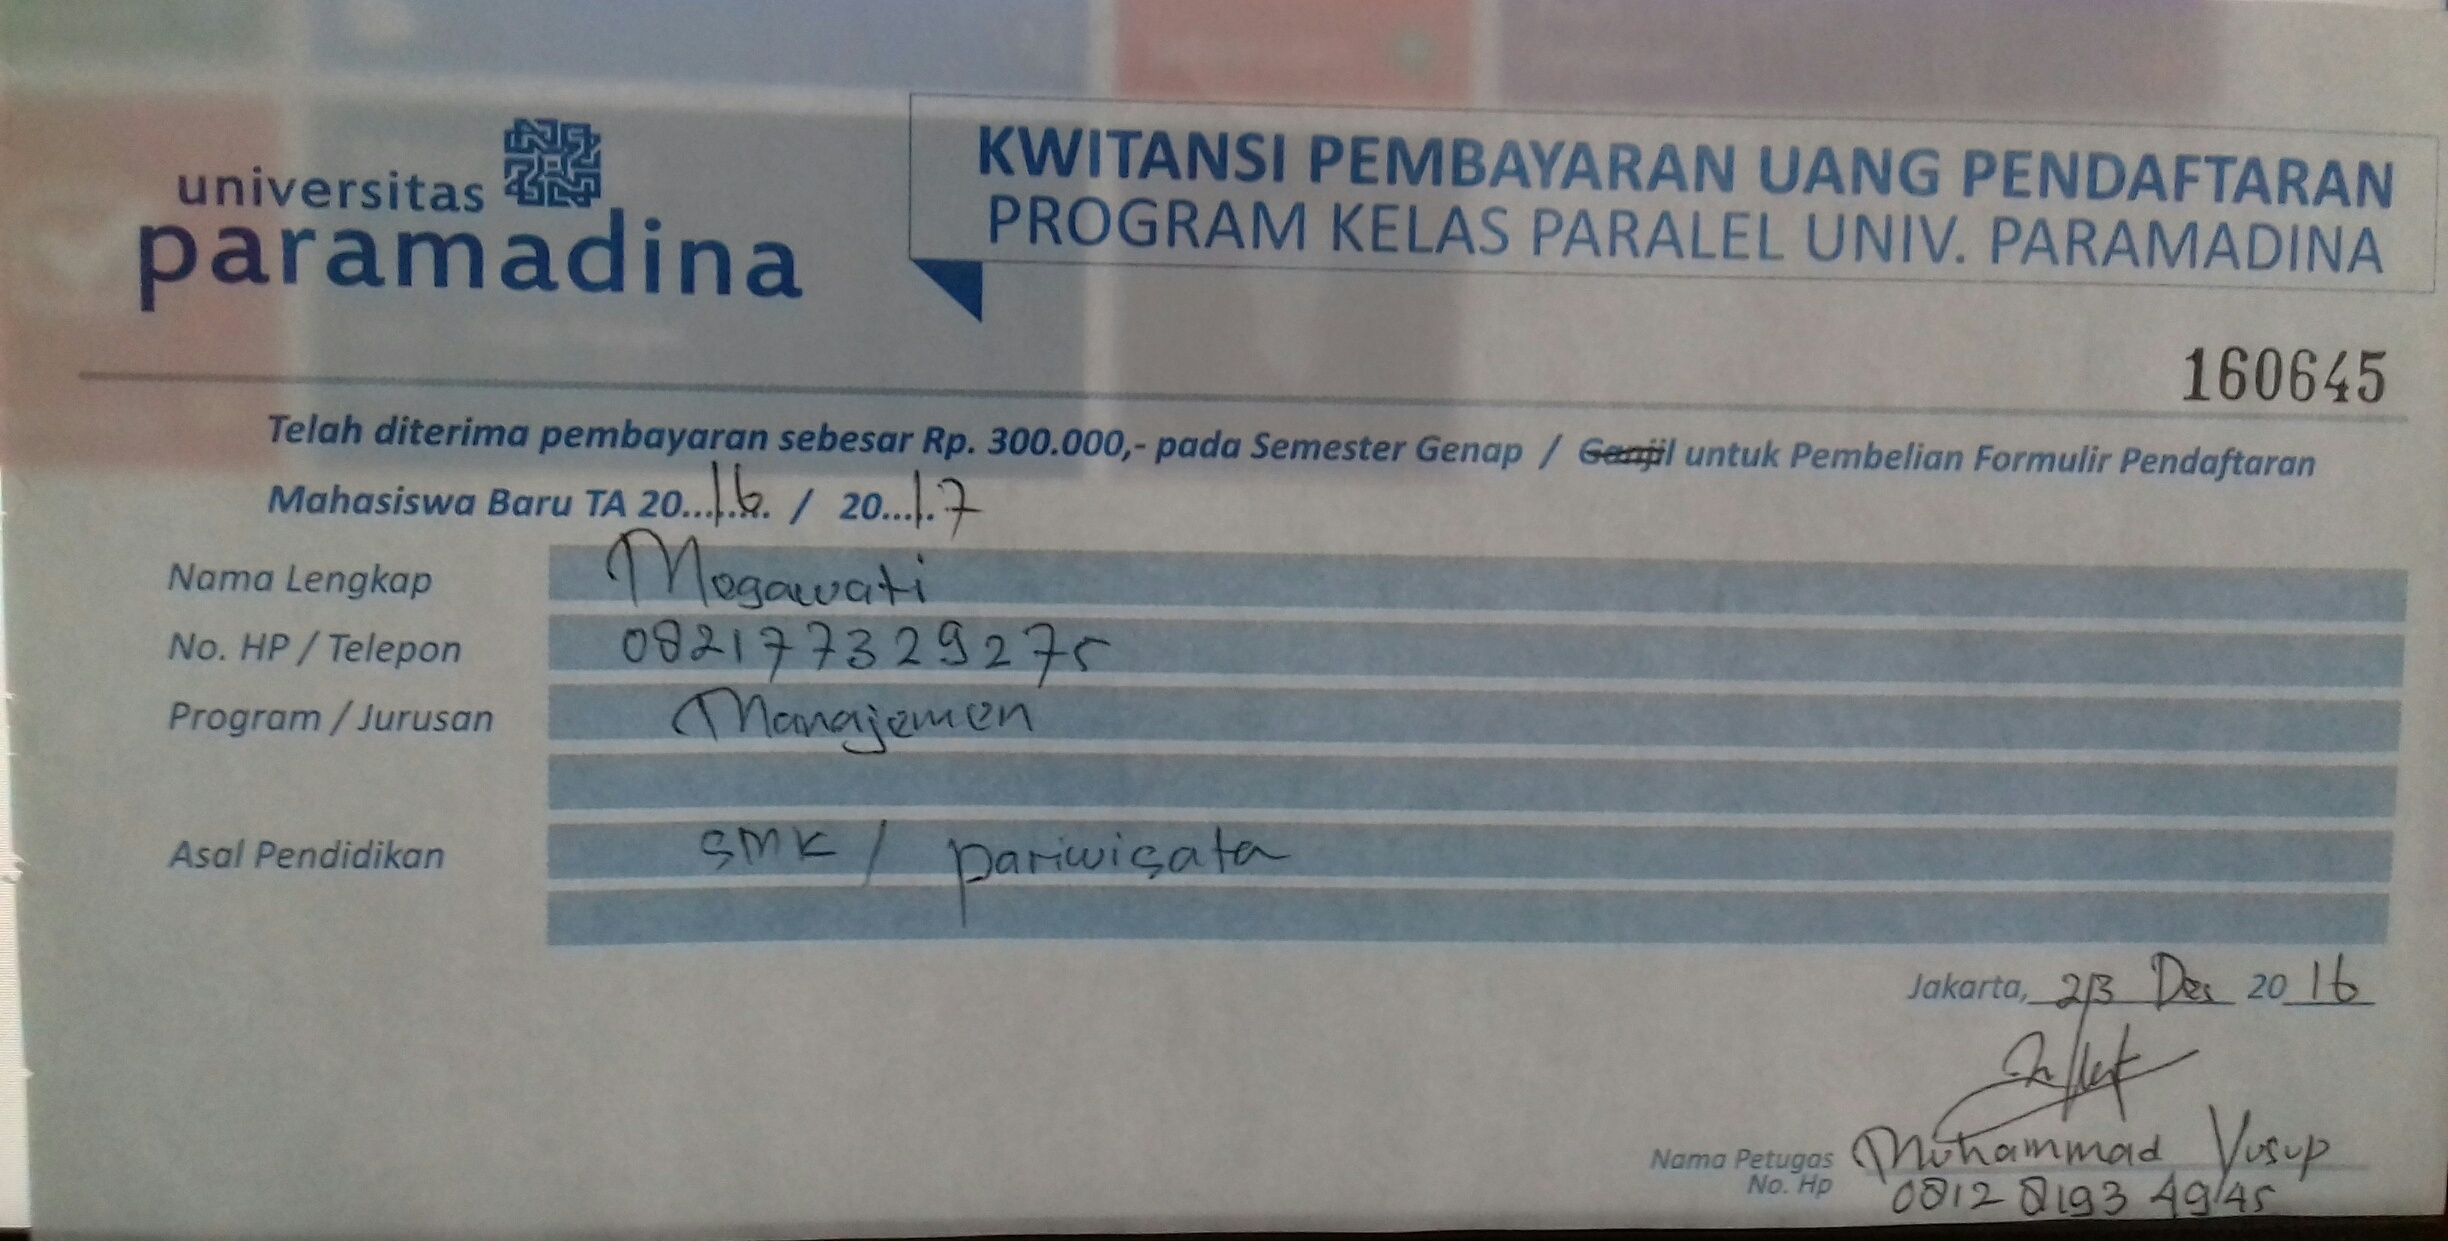 universitas
paramadina
KWITANSI PEMBAYARAN UANG PENDAFTARAN
PROGRAM KELAS PARALEL UNIV. PARAMADINA
160645
Telah diterima pembayaran sebesar Rp. 300.000,- pada Semester Genap / Ganjil untuk Pembelian Formulir Pendaftaran
Mahasiswa Baru TA 20...16... / 20...17
Nama Lengkap Megawati
No. HP / Telepon 082177329275
Program / Jurusan Manajemen
Asal Pendidikan SMK / pariwisata
Jakarta, 23 Des 2016
Nama Petugas Muhammad Yusup
No. Hp 0812 8193 4945